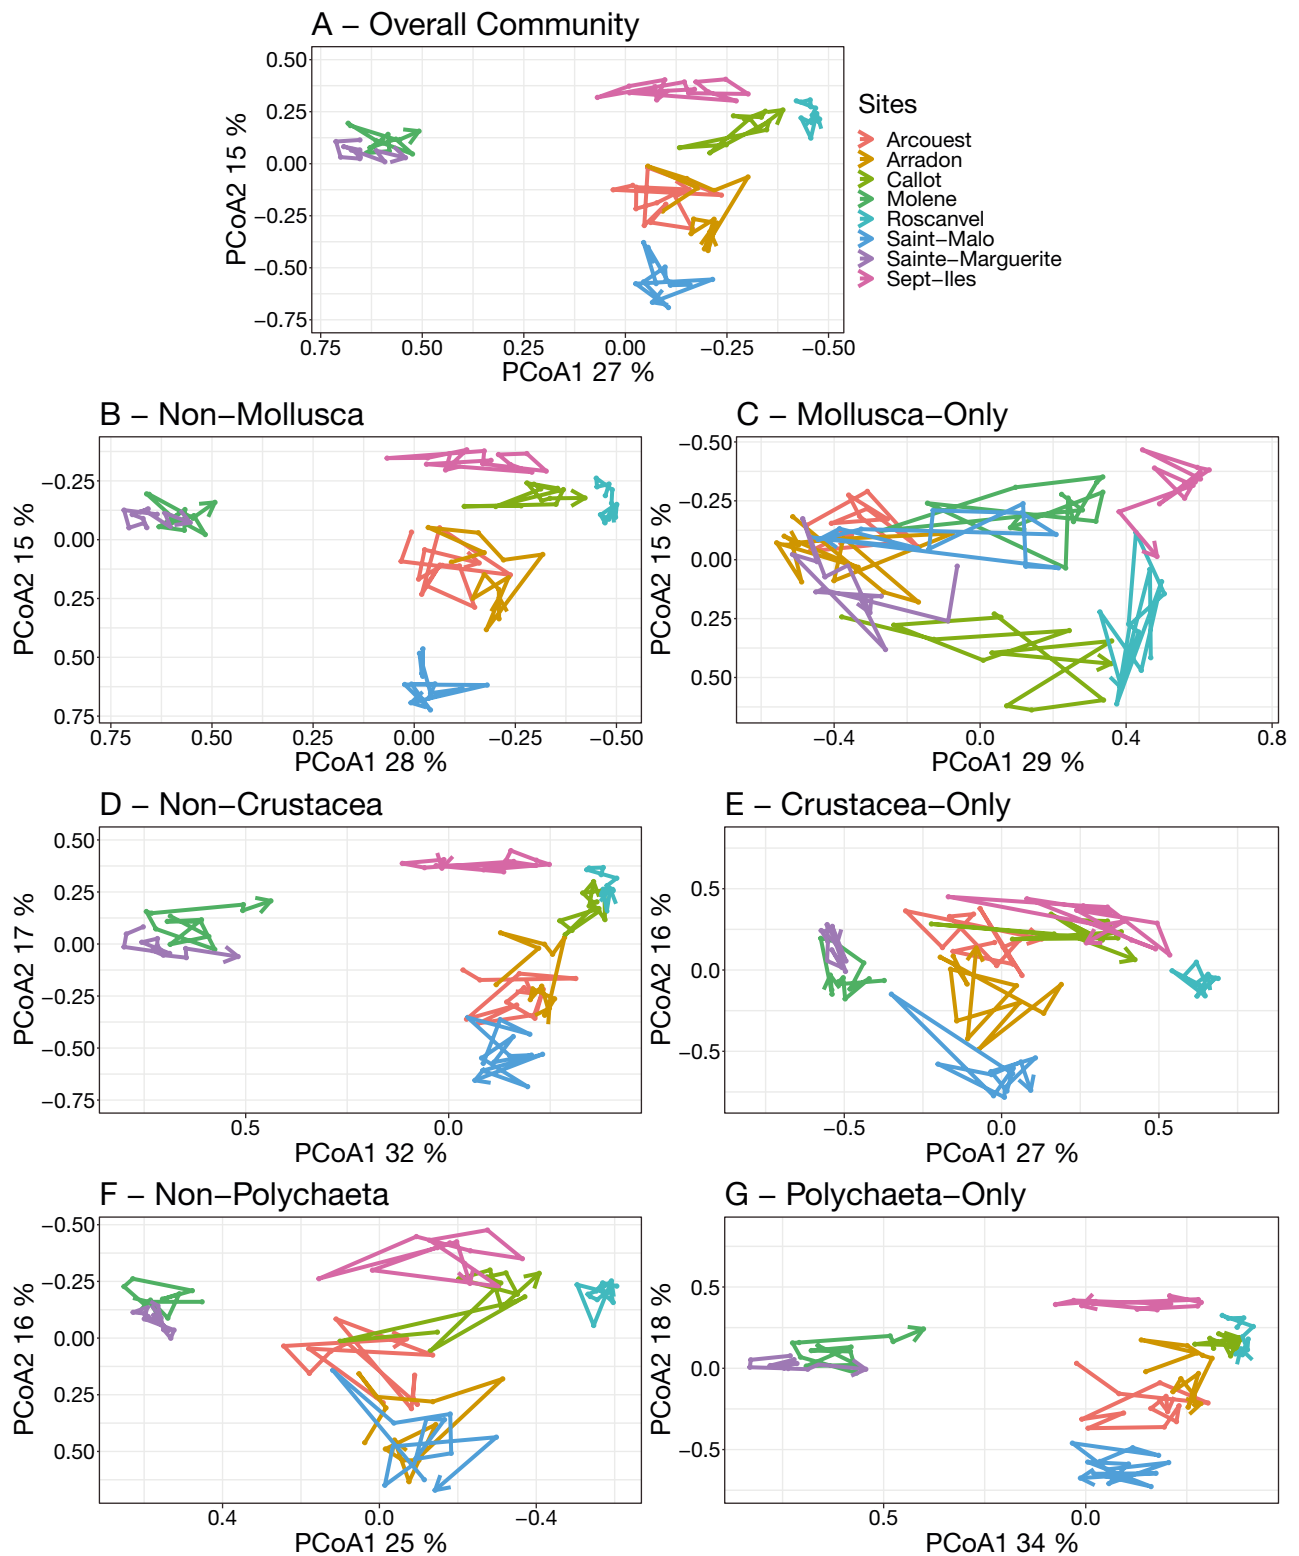 A – Overall Community
0.50
0.25
0.00
−0.25
−0.50
−0.75
PCoA2 15 %
0.75 0.50 0.25 0.00 −0.25 −0.50
PCoA1 27 %
Sites
Arcouest
Arradon
Callot
Molene
Roscanvel
Saint−Malo
Sainte−Marguerite
Sept−Iles
B – Non−Mollusca
−0.25
0.00
0.25
0.50
0.75
PCoA2 15 %
0.75 0.50 0.25 0.00 −0.25 −0.50
PCoA1 28 %
C – Mollusca−Only
−0.50
−0.25
0.00
0.25
0.50
PCoA2 15 %
−0.4 0.0 0.4 0.8
PCoA1 29 %
D – Non−Crustacea
0.50
0.25
0.00
−0.25
−0.50
−0.75
PCoA2 17 %
0.5 0.0
PCoA1 32 %
E – Crustacea−Only
0.5
0.0
−0.5
PCoA2 16 %
−0.5 0.0 0.5
PCoA1 27 %
F – Non−Polychaeta
−0.50
−0.25
0.00
0.25
0.50
PCoA2 16 %
0.4 0.0 −0.4
PCoA1 25 %
G – Polychaeta−Only
0.5
0.0
−0.5
PCoA2 18 %
0.5 0.0
PCoA1 34 %